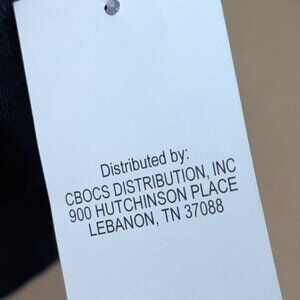 Distributed by:
CBOCS DISTRIBUTION, INC
900 HUTCHINSON PLACE
LEBANON, TN 37088